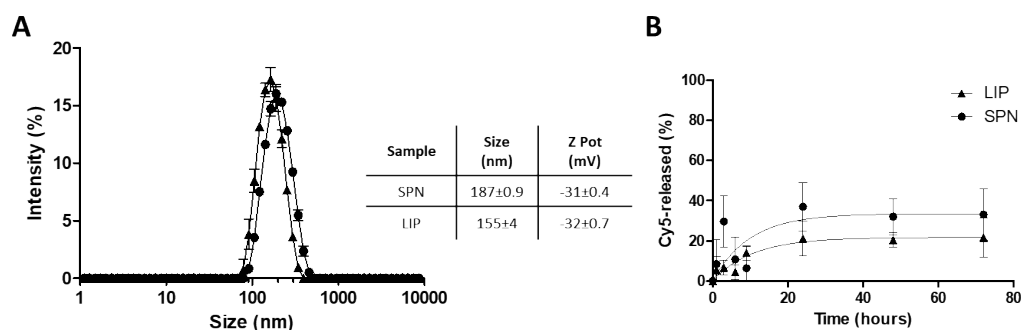 A
Intensity (%)
20
15
10
5
0
1
10
100
1000
10000
Size (nm)
Sample
Size
(nm)
Z Pot
(mV)
SPN
187±0.9
-31±0.4
LIP
155±4
-32±0.7
B
Cy5-released (%)
100
80
60
40
20
0
0
20
40
60
80
Time (hours)
LIP
SPN